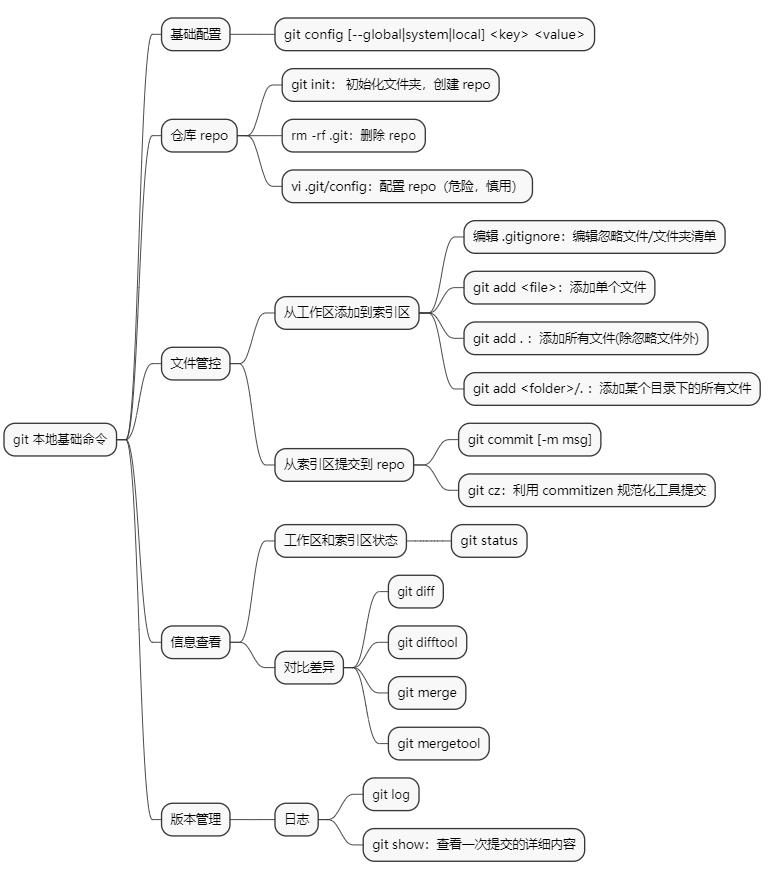 基础配置
git config [--global|system|local] <key> <value>
git init： 初始化文件夹，创建 repo
仓库 repo
rm -rf .git：删除 repo
vi .git/config：配置 repo（危险，慎用）
编辑 .gitignore：编辑忽略文件/文件夹清单
git add <file>：添加单个文件
从工作区添加到索引区
git add . ：添加所有文件(除忽略文件外)
文件管控
git add <folder>/. ：添加某个目录下的所有文件
git 本地基础命令
git commit [-m msg]
从索引区提交到 repo
git cz：利用 commitizen 规范化工具提交
工作区和索引区状态
git status
git diff
信息查看
git difftool
对比差异
git merge
git mergetool
git log
版本管理
日志
git show：查看一次提交的详细内容